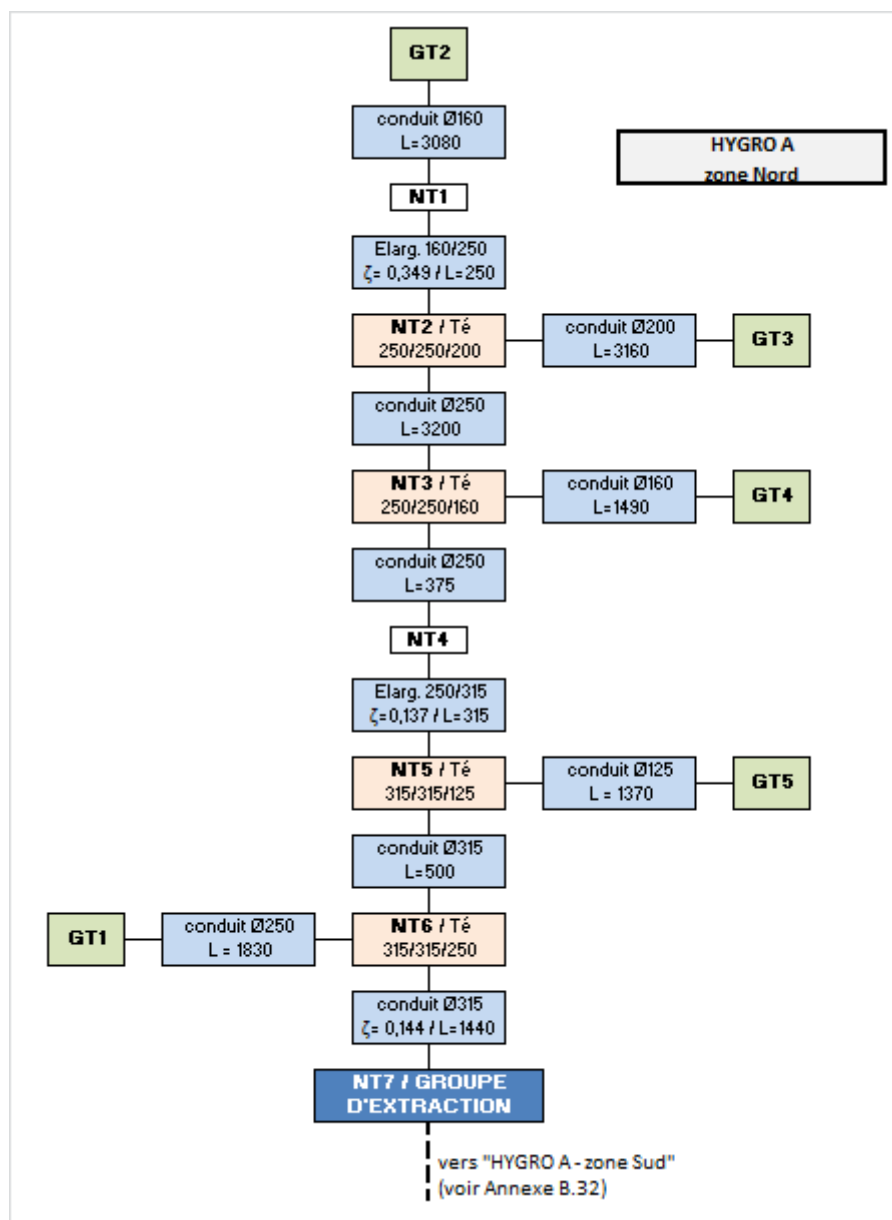 GT2
conduit Ø160
L=3080
HYGRO A
zone Nord
NT1
Elarg. 160/250
ζ= 0,349 / L=250
NT2 / Té
250/250/200
conduit Ø200
L=3160
GT3
conduit Ø250
L=3200
NT3 / Té
250/250/160
conduit Ø160
L=1490
GT4
conduit Ø250
L=375
NT4
Elarg. 250/315
ζ=0,137 / L=315
NT5 / Té
315/315/125
conduit Ø125
L = 1370
GT5
conduit Ø315
L=500
GT1
conduit Ø250
L = 1830
NT6 / Té
315/315/250
conduit Ø315
ζ= 0,144 / L=1440
NT7 / GROUPE
D'EXTRACTION
vers "HYGRO A - zone Sud"
(voir Annexe B.32)